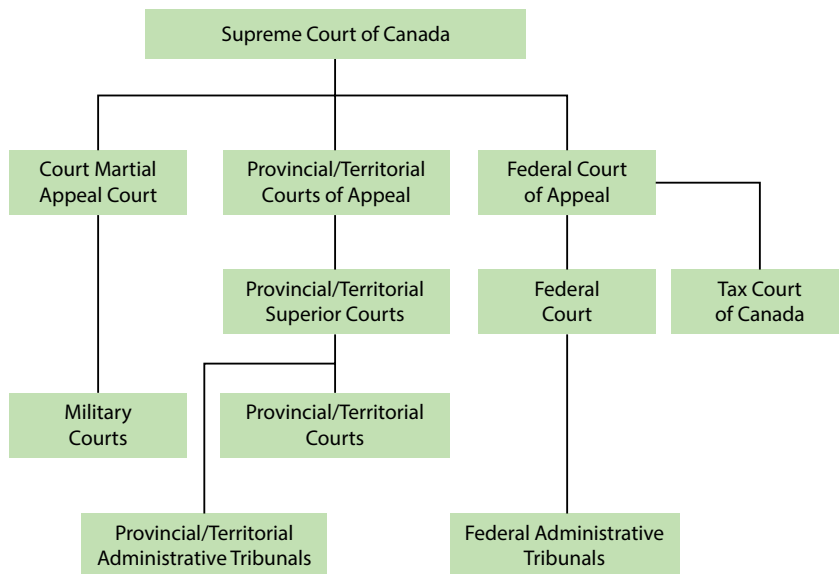 Supreme Court of Canada
Court Martial
Appeal Court
Provincial/Territorial
Courts of Appeal
Federal Court
of Appeal
Provincial/Territorial
Superior Courts
Federal
Court
Tax Court
of Canada
Military
Courts
Provincial/Territorial
Courts
Provincial/Territorial
Administrative Tribunals
Federal Administrative
Tribunals